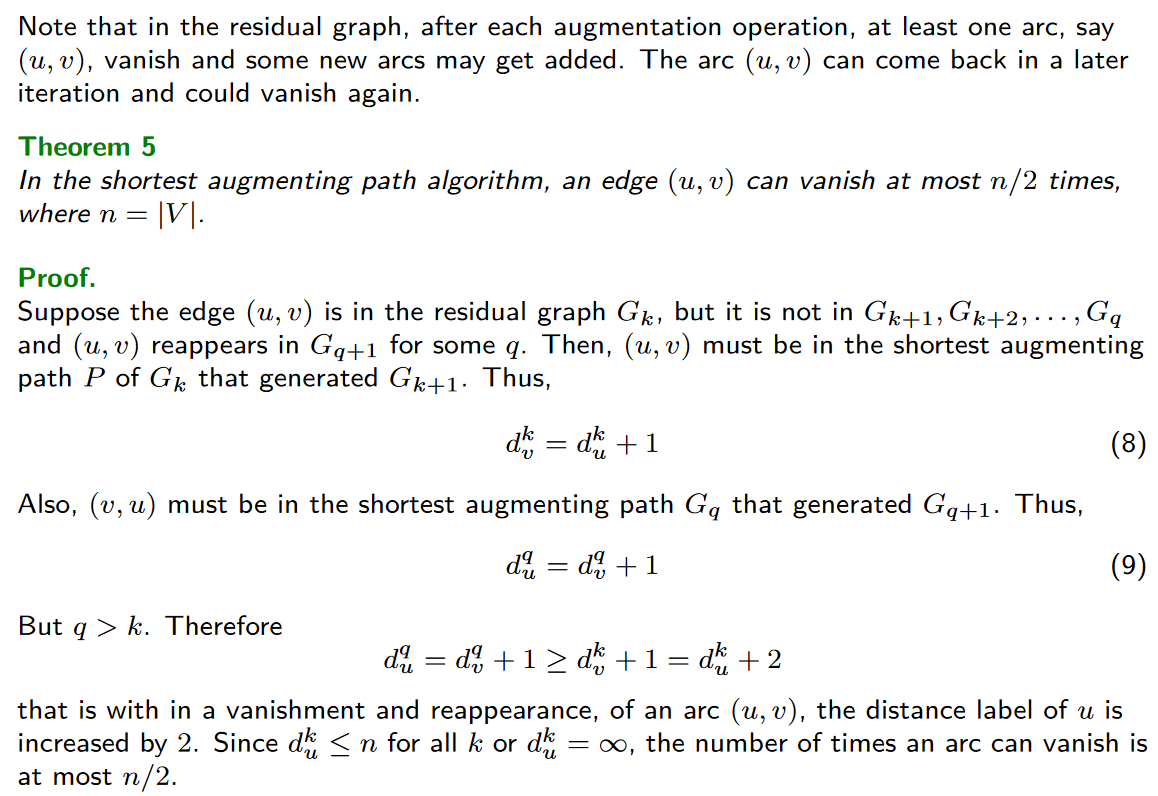 Note that in the residual graph, after each augmentation operation, at least one arc, say
(u, v), vanish and some new arcs may get added. The arc (u, v) can come back in a later
iteration and could vanish again.
Theorem 5
In the shortest augmenting path algorithm, an edge (u, v) can vanish at most n/2 times,
where n = |V|.
Proof.
Suppose the edge (u, v) is in the residual graph G_k, but it is not in G_{k+1}, G_{k+2}, . . . , G_q
and (u, v) reappears in G_{q+1} for some q. Then, (u, v) must be in the shortest augmenting
path P of G_k that generated G_{k+1}. Thus,
d_v^k = d_u^k + 1 (8)
Also, (v, u) must be in the shortest augmenting path G_q that generated G_{q+1}. Thus,
d_u^q = d_v^q + 1 (9)
But q > k. Therefore
d_u^q = d_v^q + 1 ≥ d_v^k + 1 = d_u^k + 2
that is with in a vanishment and reappearance, of an arc (u, v), the distance label of u is
increased by 2. Since d_u^k ≤ n for all k or d_u^k = ∞, the number of times an arc can vanish is
at most n/2.